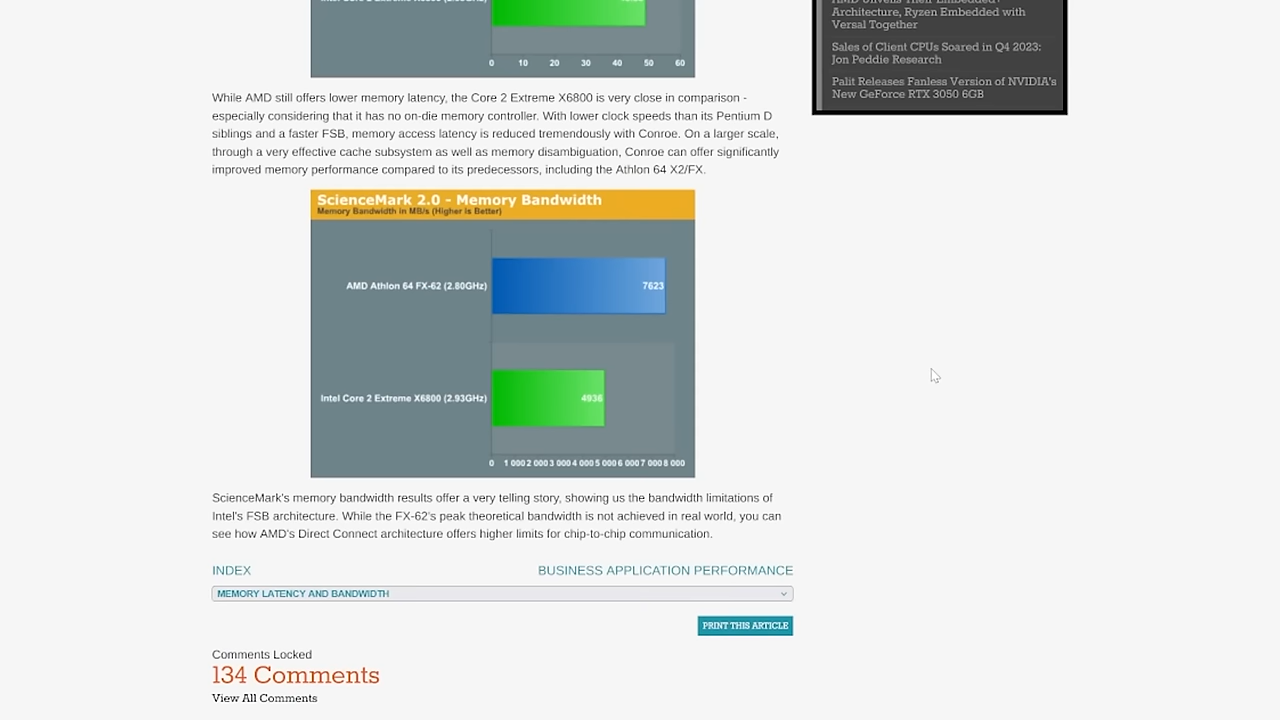 AMD Unveils Their Embedded+
Architecture, Ryzen Embedded with
Versal Together
Sales of Client CPUs Soared in Q4 2023:
Jon Peddie Research
Palit Releases Fanless Version of NVIDIA's
New GeForce RTX 3050 6GB
0 10 20 30 40 50 60
While AMD still offers lower memory latency, the Core 2 Extreme X6800 is very close in comparison -
especially considering that it has no on-die memory controller. With lower clock speeds than its Pentium D
siblings and a faster FSB, memory access latency is reduced tremendously with Conroe. On a larger scale,
through a very effective cache subsystem as well as memory disambiguation, Conroe can offer significantly
improved memory performance compared to its predecessors, including the Athlon 64 X2/FX.
ScienceMark 2.0 - Memory Bandwidth
Memory Bandwidth in MB/s (Higher is Better)
AMD Athlon 64 FX-62 (2.80GHz) 7623
Intel Core 2 Extreme X6800 (2.93GHz) 4936
0 1 000 2 000 3 000 4 000 5 000 6 000 7 000 8 000
ScienceMark's memory bandwidth results offer a very telling story, showing us the bandwidth limitations of
Intel's FSB architecture. While the FX-62's peak theoretical bandwidth is not achieved in real world, you can
see how AMD's Direct Connect architecture offers higher limits for chip-to-chip communication.
INDEX BUSINESS APPLICATION PERFORMANCE
MEMORY LATENCY AND BANDWIDTH
PRINT THIS ARTICLE
Comments Locked
134 Comments
View All Comments